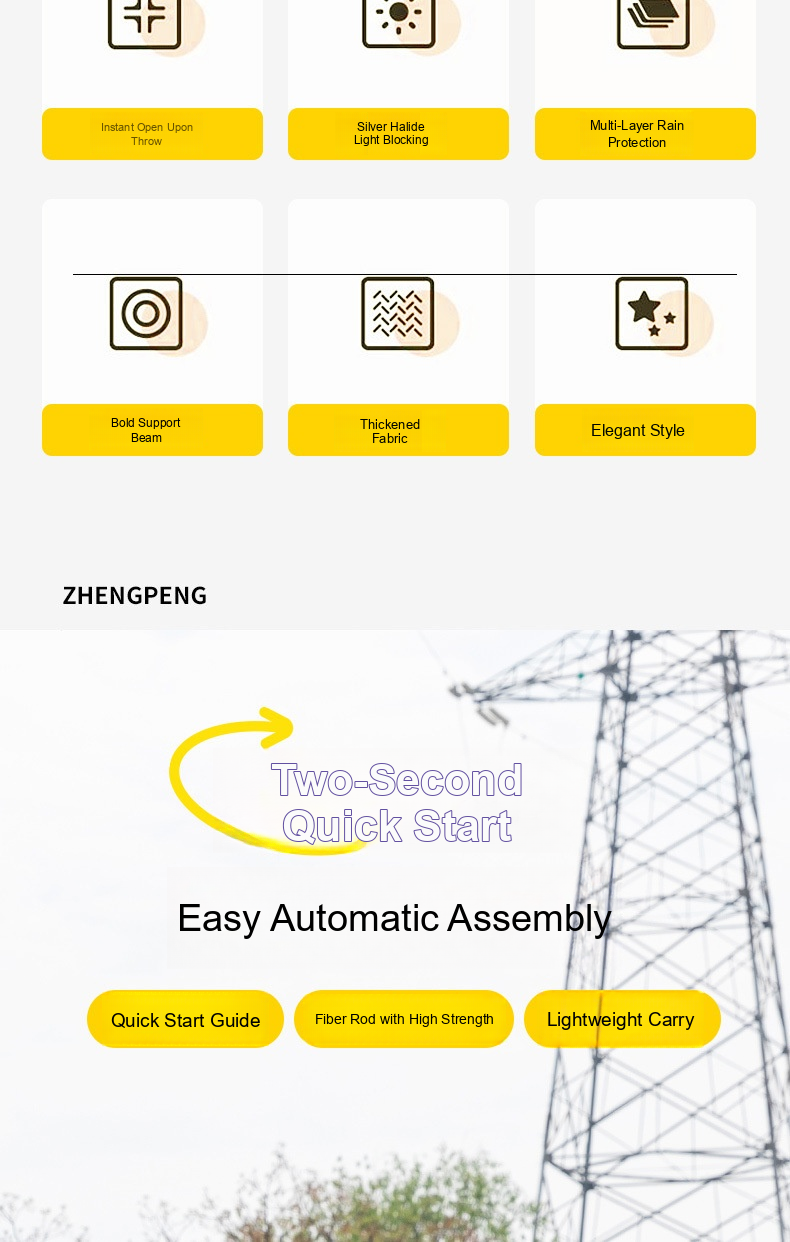 Instant Open Upon
Throw
Silver Halide
Light Blocking
Multi-Layer Rain
Protection
Bold Support
Beam
Thickened
Fabric
Elegant Style
ZHENGPENG
Two-Second
Quick Start
Easy Automatic Assembly
Quick Start Guide
Fiber Rod with High Strength
Lightweight Carry